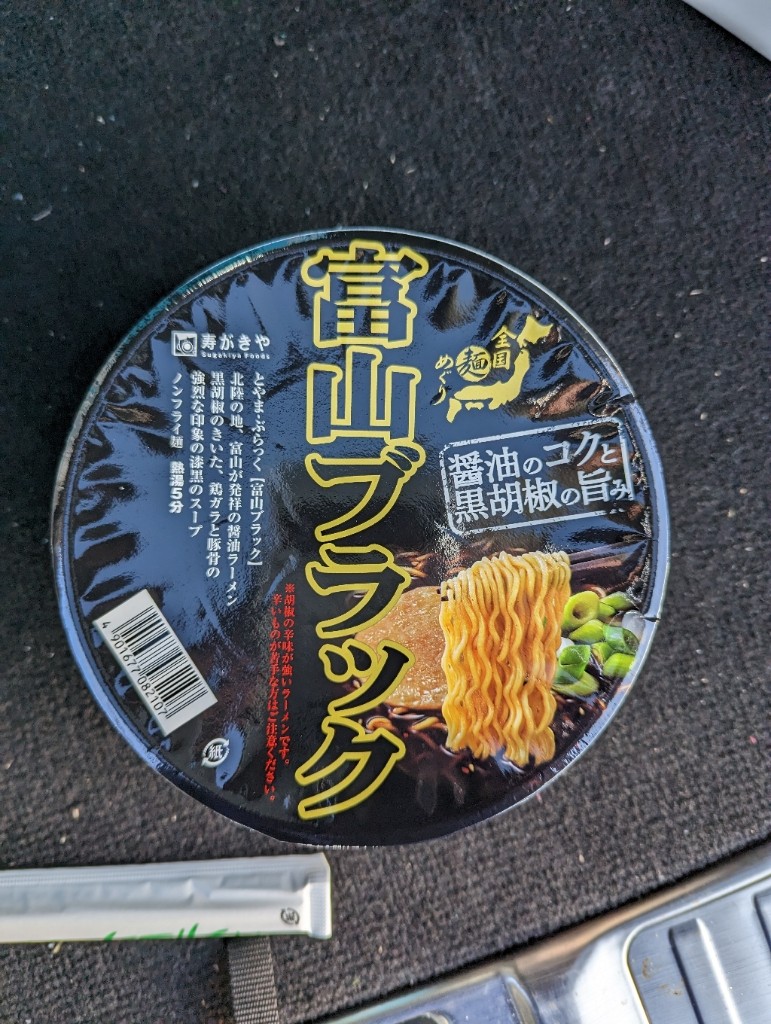 富山ブラック
全国
麺
めぐり
醤油のコクと
黒胡椒の旨み
寿がきや
Sugakiya Foods
とやま・ぶらっく【富山ブラック】
北陸の地、富山が発祥の醤油ラーメン
黒胡椒のきいた、鶏ガラと豚骨の
強烈な印象の漆黒のスープ
ノンフライ麺 熱湯5分
※胡椒の辛味が強いラーメンです。
辛いものが苦手な方はご注意ください。
4 901677 082107
紙